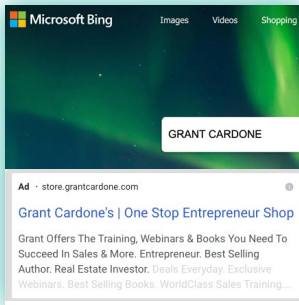 Microsoft Bing Images Videos Shopping
GRANT CARDONE
Ad · store.grantcardone.com
Grant Cardone's | One Stop Entrepreneur Shop
Grant Offers The Training, Webinars & Books You Need To
Succeed In Sales & More. Entrepreneur. Best Selling
Author. Real Estate Investor. Deals Everyday. Exclusive
Webinars. Best Selling Books. WorldClass Sales Training...